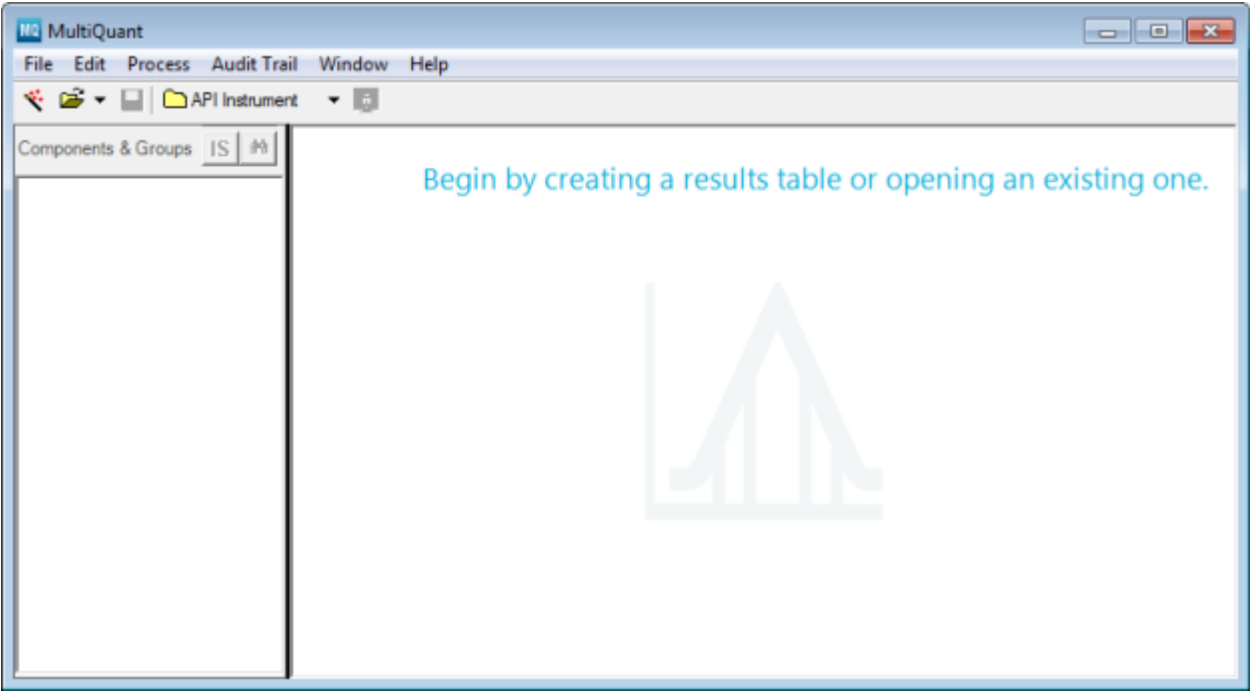 MQ MultiQuant
File Edit Process Audit Trail Window Help
API Instrument
Components & Groups IS
Begin by creating a results table or opening an existing one.